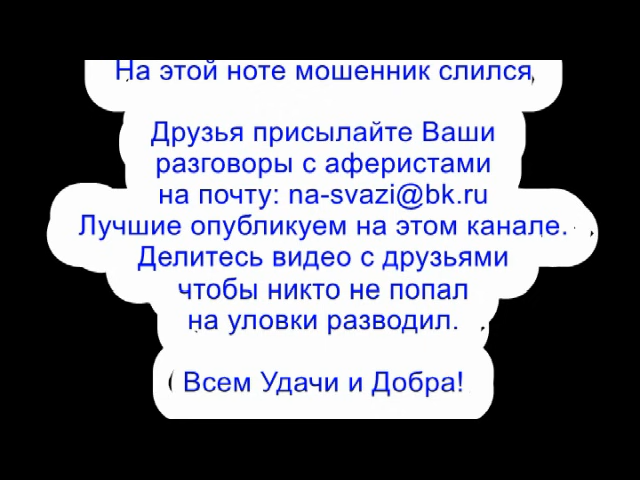 На этой ноте мошенник слился
Друзья присылайте Ваши
разговоры с аферистами
на почту: na-svazi@bk.ru
Лучшие опубликуем на этом канале.
Делитесь видео с друзьями
чтобы никто не попал
на уловки разводил.
Всем Удачи и Добра!